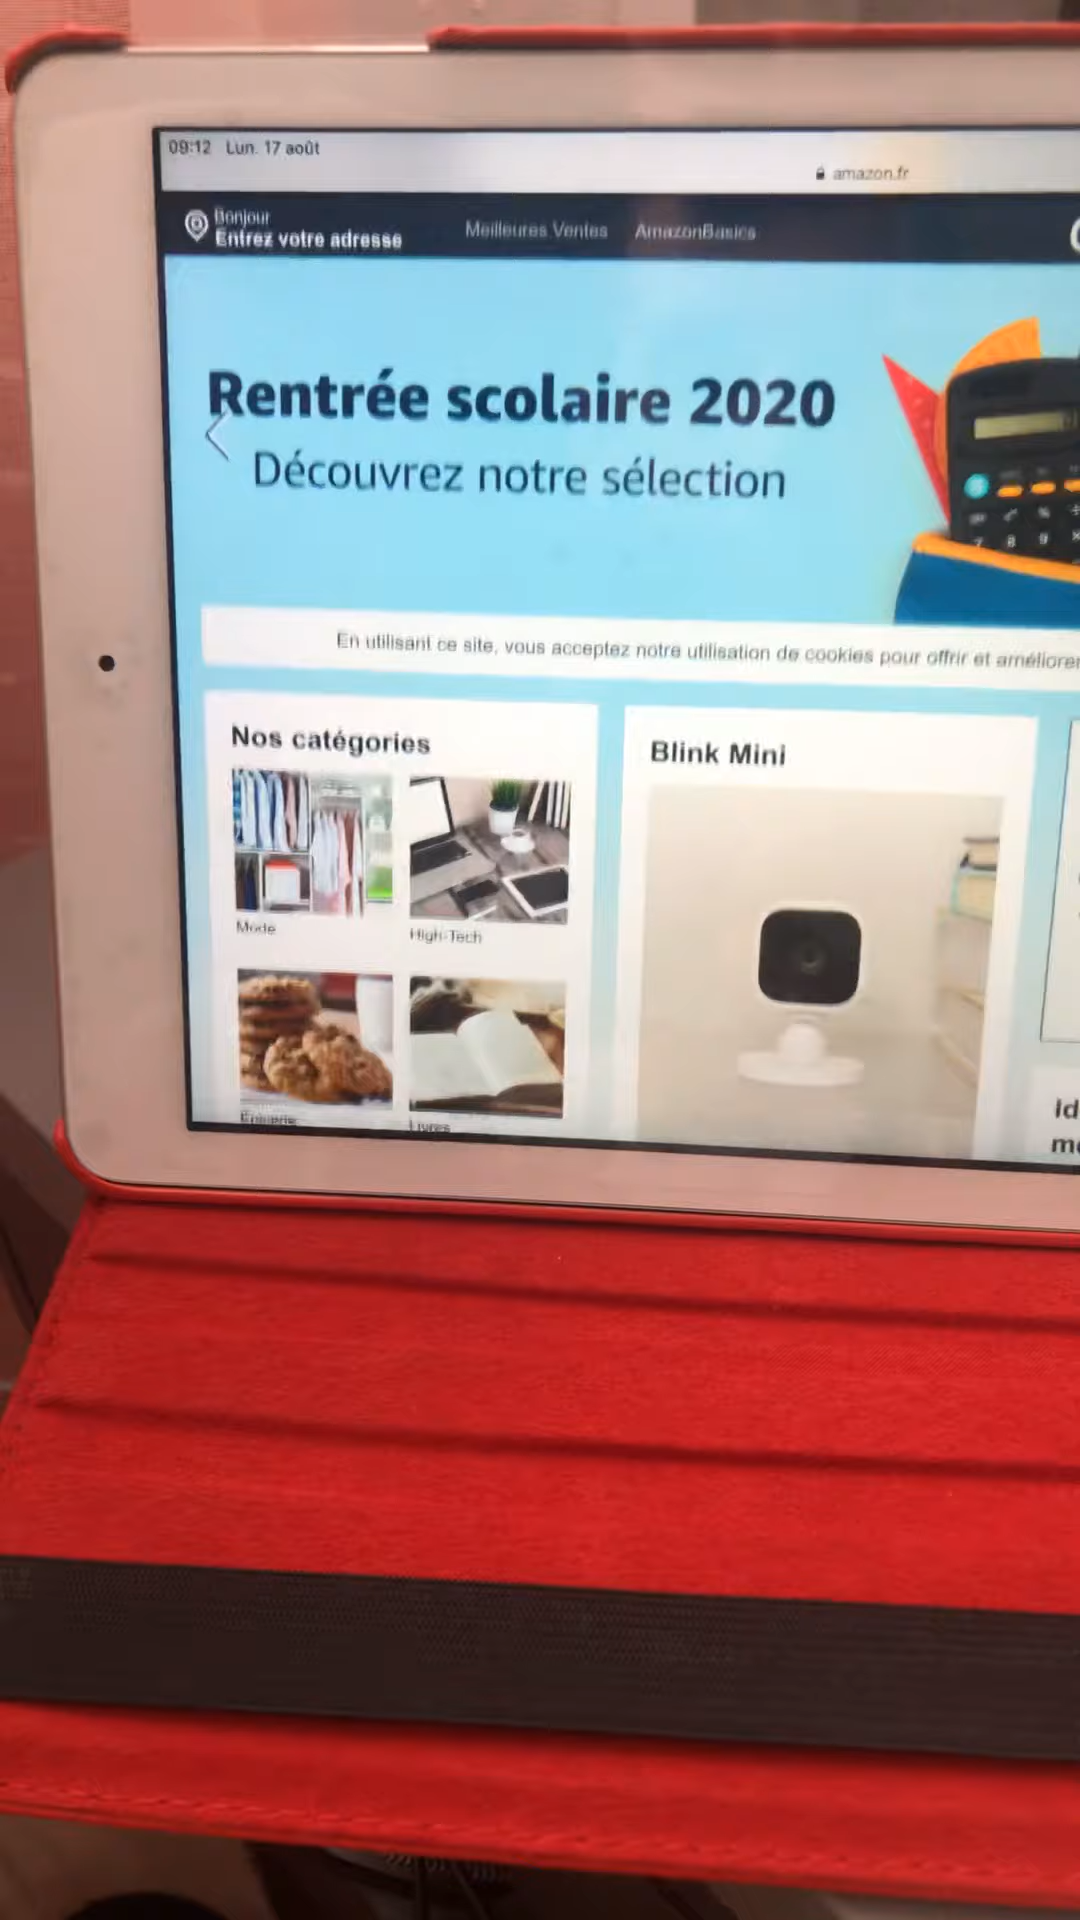 09:12 Lun. 17 août
amazon.fr
Bonjour
Entrez votre adresse
Meilleures Ventes
AmazonBasics
Rentrée scolaire 2020
Découvrez notre sélection
En utilisant ce site, vous acceptez notre utilisation de cookies pour offrir et améliorer
Nos catégories
Mode
High-Tech
Epicerie
Livres
Blink Mini